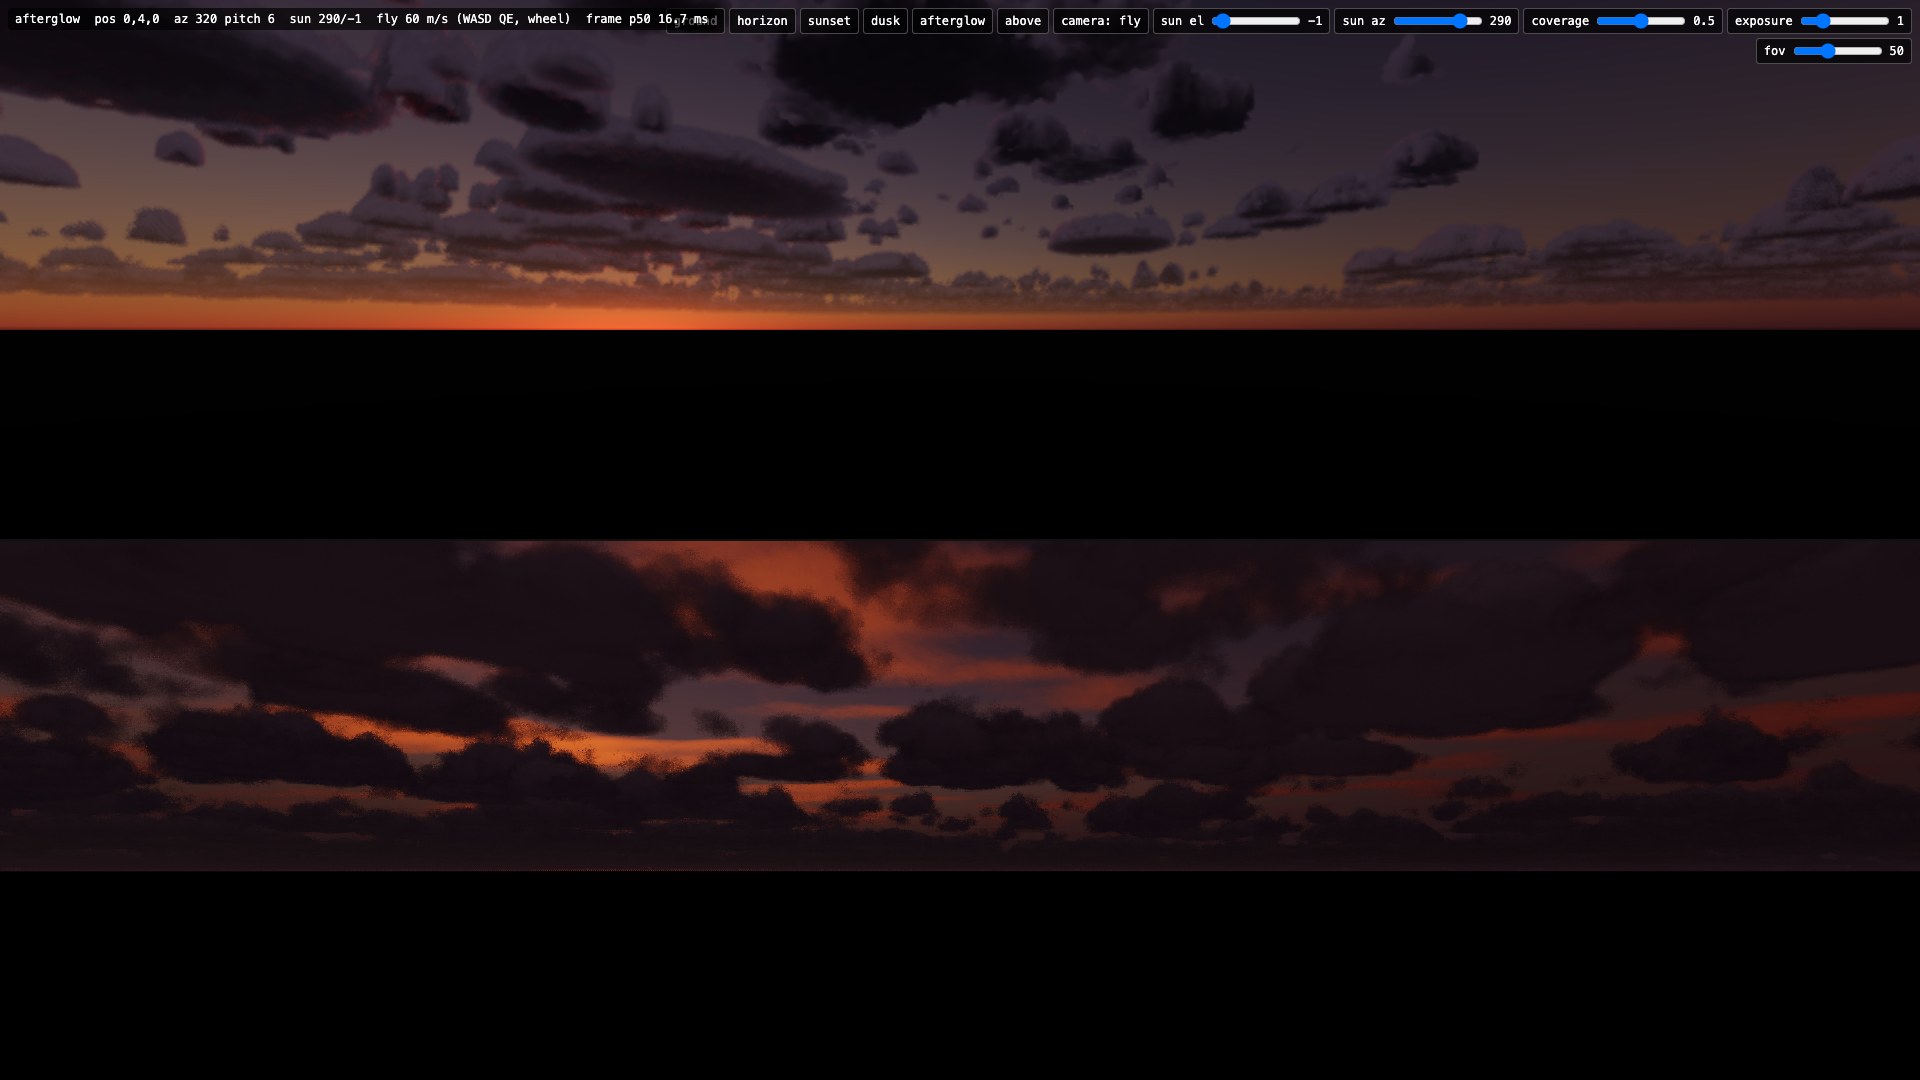 afterglow pos 0,4,0 az 320 pitch 6 sun 290/−1 fly 60 m/s (WASD QE, wheel) frame p50 16.7 ms horizon sunset dusk afterglow above camera: fly sun el −1 sun az 290 coverage 0.5 exposure 1
fov 50